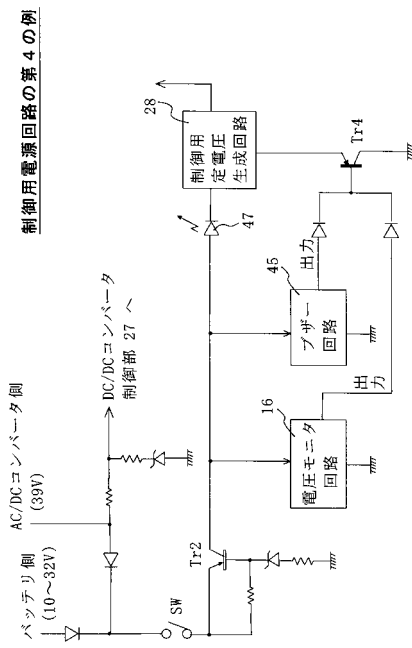 制御用電源回路の第4の例
バッテリ側
(10〜32V)
AC/DCコンバータ側
(39V)
DC/DCコンバータ
制御部 27 へ
SW
Tr2
16
電圧モニタ
回路
出力
45
ブザー
回路
出力
47
28
制御用
定電圧
生成回路
Tr4